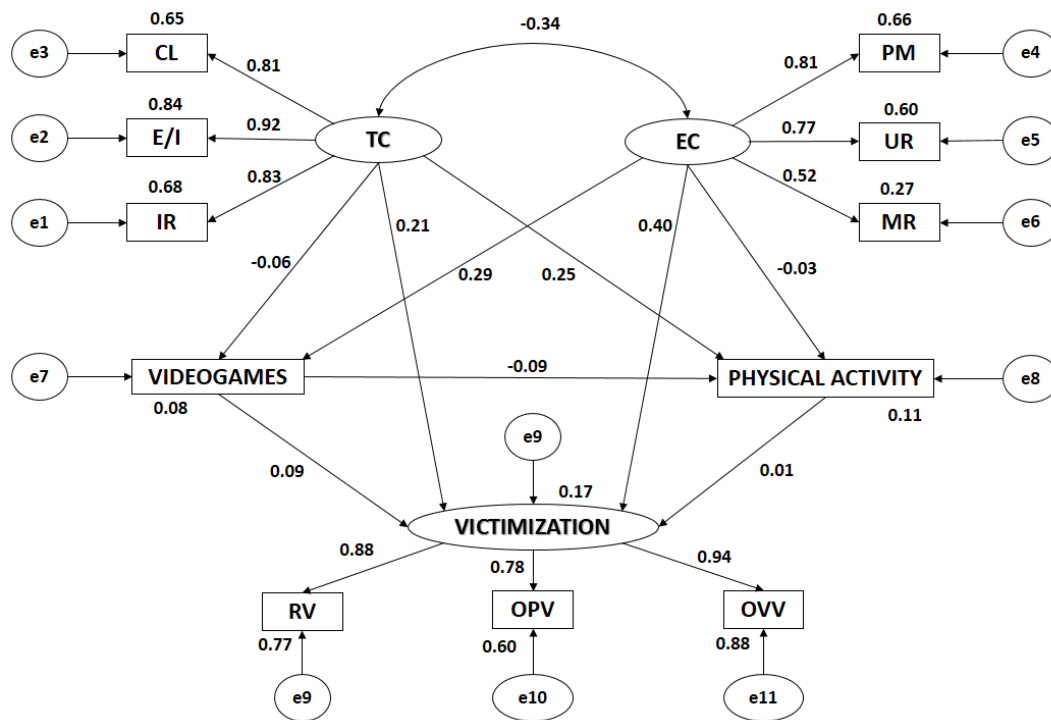 0.65
-0.34
0.66
e3
CL
PM
e4
0.81
0.81
0.84
0.60
e2
E/I
0.92
TC
EC
0.77
UR
e5
0.68
0.83
0.52
0.27
e1
IR
MR
e6
0.21
0.40
-0.06
0.29
0.25
-0.03
e7
VIDEOGAMES
-0.09
PHYSICAL ACTIVITY
e8
0.08
0.11
e9
0.09
0.01
0.17
VICTIMIZATION
0.88
0.78
0.94
RV
OPV
OVV
0.77
0.60
0.88
e9
e10
e11